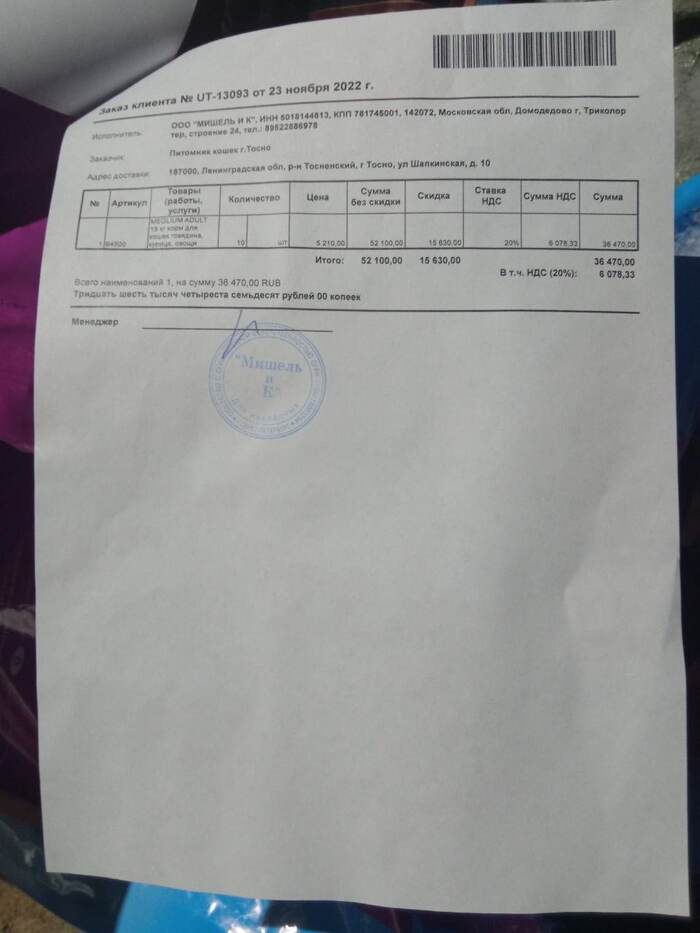 Заказ клиента № UT-13093 от 23 ноября 2022 г.
Исполнитель: ООО "МИШЕЛЬ И К", ИНН 5018144813, КПП 781745001, 142072, Московская обл, Домодедово г, Триколор
тер, строение 24, тел.: 89522886978
Заказчик: Питомник кошек г.Тосно
Адрес доставки: 187000, Ленинградская обл, р-н Тосненский, г Тосно, ул Шапкинская, д. 10
№ Артикул Товары (работы, услуги) Количество Цена Сумма без скидки Скидка Ставка НДС Сумма НДС Сумма
1 MEGLIUM ADULT
15 кг корм для
кошек говядина,
курица, овощи 10 шт 5 210,00 52 100,00 15 630,00 20% 6 078,33 36 470,00
Итого: 52 100,00 15 630,00 36 470,00
В т.ч. НДС (20%): 6 078,33
Всего наименований 1, на сумму 36 470,00 RUB
Тридцать шесть тысяч четыреста семьдесят рублей 00 копеек
Менеджер
"Мишель
и
К"